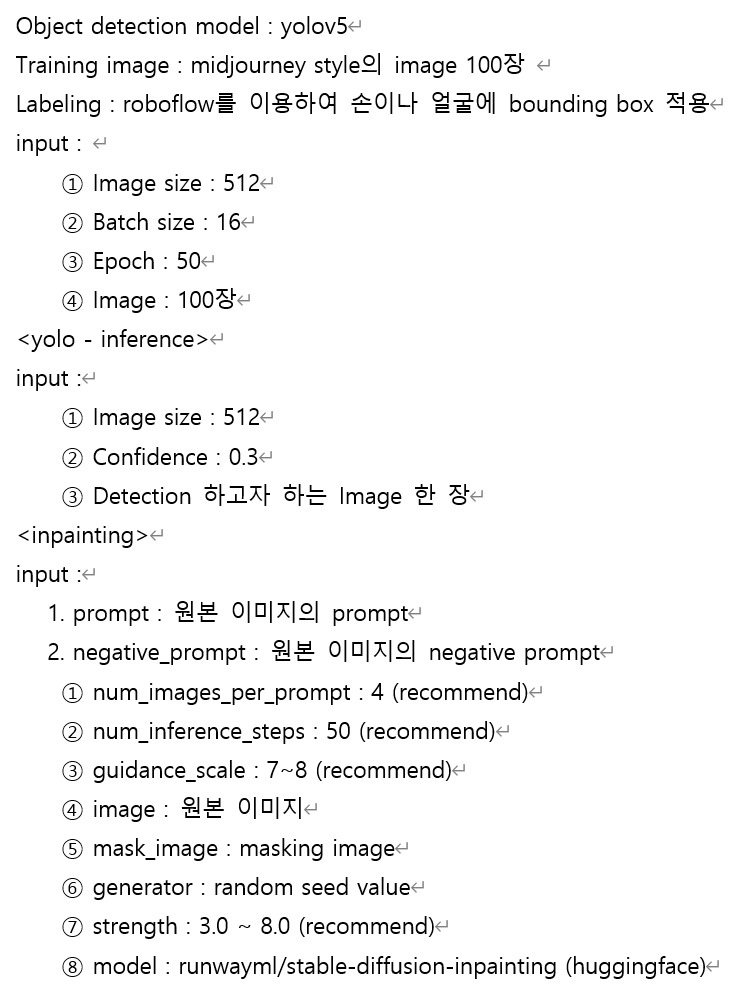 Object detection model : yolov5
Training image : midjourney style의 image 100장
Labeling : roboflow를 이용하여 손이나 얼굴에 bounding box 적용
input :
① Image size : 512
② Batch size : 16
③ Epoch : 50
④ Image : 100장
<yolo - inference>
input :
① Image size : 512
② Confidence : 0.3
③ Detection 하고자 하는 Image 한 장
<inpainting>
input :
1. prompt : 원본 이미지의 prompt
2. negative_prompt : 원본 이미지의 negative prompt
① num_images_per_prompt : 4 (recommend)
② num_inference_steps : 50 (recommend)
③ guidance_scale : 7~8 (recommend)
④ image : 원본 이미지
⑤ mask_image : masking image
⑥ generator : random seed value
⑦ strength : 3.0 ~ 8.0 (recommend)
⑧ model : runwayml/stable-diffusion-inpainting (huggingface)